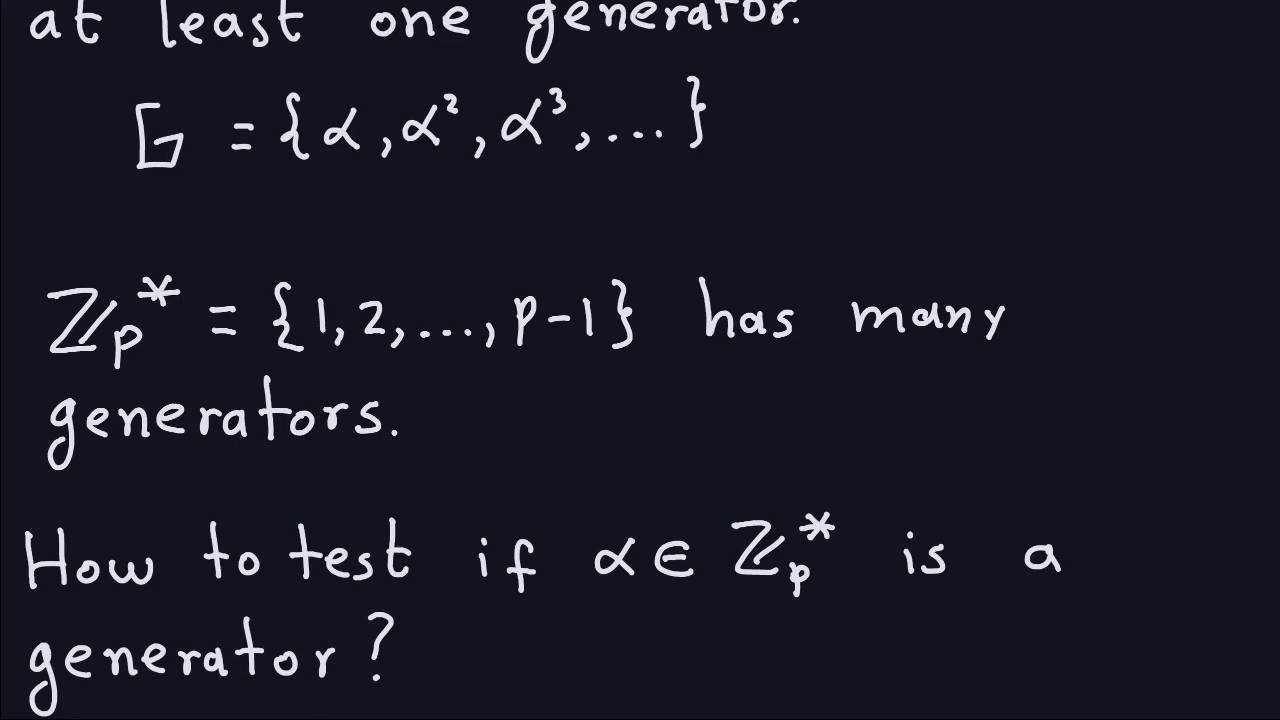 at least one generator.
𝔾 = {α, α², α³, ...}
ℤₚ* = {1, 2, ..., p-1} has many
generators.
How to test if α ∈ ℤₚ* is a
generator?